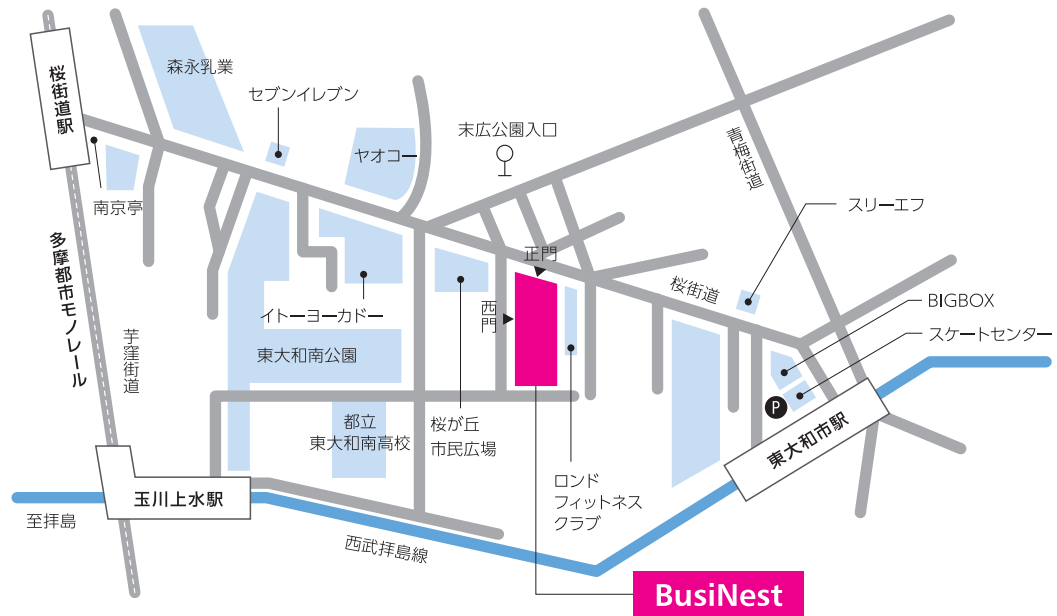 森永乳業
桜街道駅
セブンイレブン
末広公園入口
ヤオコー
青梅街道
南京亭
スリーエフ
正門
多摩都市モノレール
桜街道
BIGBOX
西門
イトーヨーカドー
芋窪街道
スケートセンター
東大和南公園
P
都立
東大和南高校
桜が丘
市民広場
東大和市駅
ロンド
フィットネス
クラブ
玉川上水駅
至拝島
西武拝島線
BusiNest